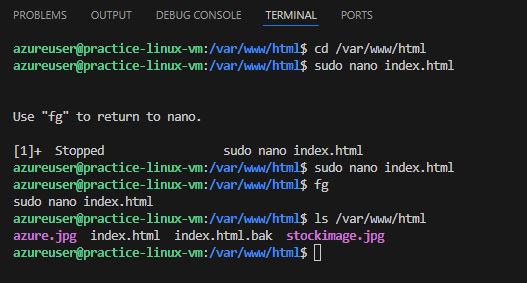 PROBLEMS OUTPUT DEBUG CONSOLE TERMINAL PORTS
azureuser@practice-linux-vm:/var/www/html$ cd /var/www/html
azureuser@practice-linux-vm:/var/www/html$ sudo nano index.html
Use "fg" to return to nano.
[1]+  Stopped                 sudo nano index.html
azureuser@practice-linux-vm:/var/www/html$ sudo nano index.html
azureuser@practice-linux-vm:/var/www/html$ fg
sudo nano index.html
azureuser@practice-linux-vm:/var/www/html$ ls /var/www/html
azure.jpg  index.html  index.html.bak  stockimage.jpg
azureuser@practice-linux-vm:/var/www/html$